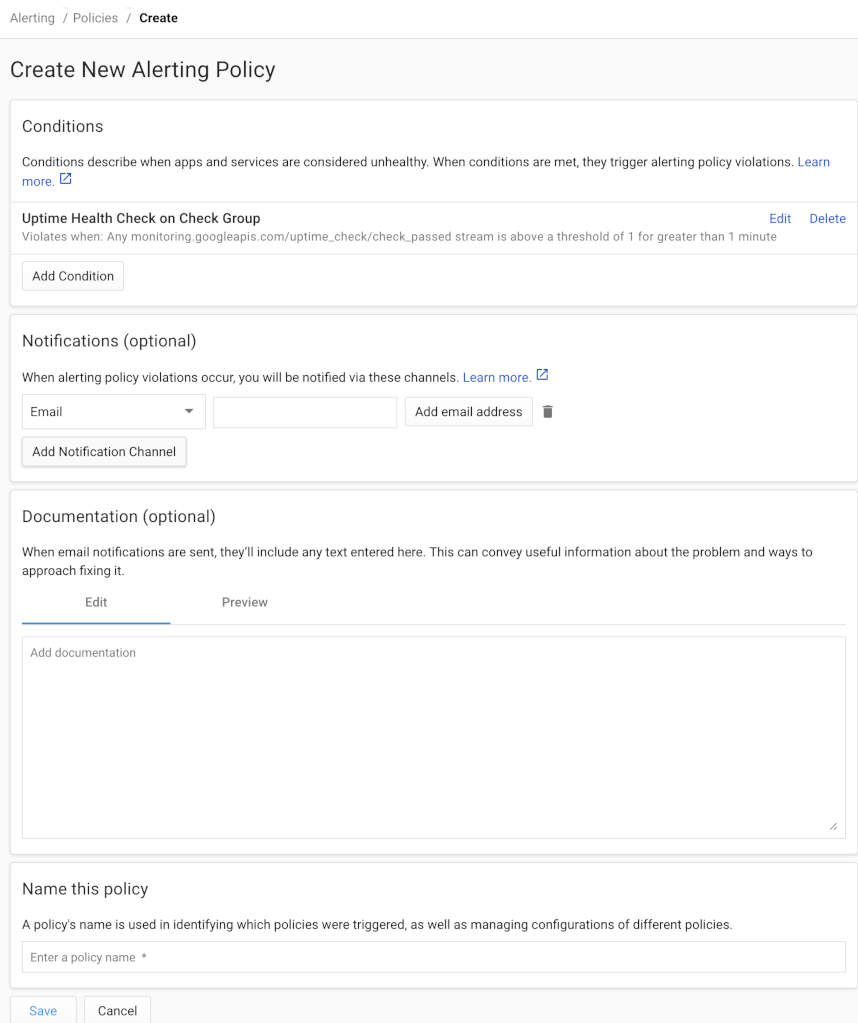 Alerting / Policies / Create
Create New Alerting Policy
Conditions
Conditions describe when apps and services are considered unhealthy. When conditions are met, they trigger alerting policy violations. Learn
more.
Uptime Health Check on Check Group
Edit
Delete
Violates when: Any monitoring.googleapis.com/uptime_check/check_passed stream is above a threshold of 1 for greater than 1 minute
Add Condition
Notifications (optional)
When alerting policy violations occur, you will be notified via these channels. Learn more.
Email
Add email address
Add Notification Channel
Documentation (optional)
When email notifications are sent, they'll include any text entered here. This can convey useful information about the problem and ways to
approach fixing it.
Edit
Preview
Add documentation
Name this policy
A policy's name is used in identifying which policies were triggered, as well as managing configurations of different policies.
Enter a policy name *
Save
Cancel